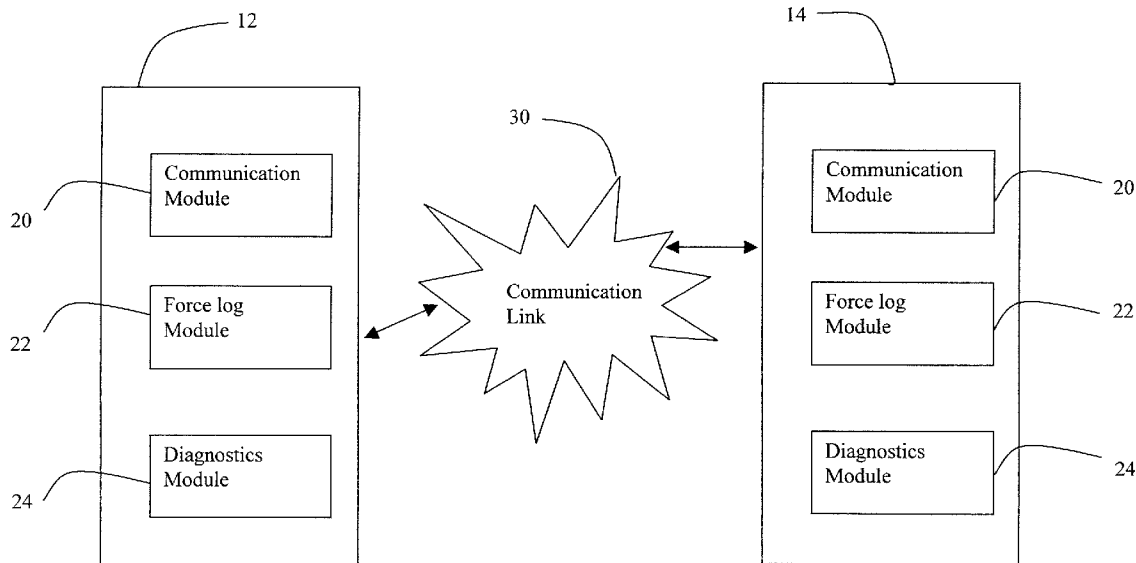 12
14
30
Communication
Module
20
Communication
Module
20
Communication
Link
Force log
Module
22
Force log
Module
22
Diagnostics
Module
24
Diagnostics
Module
24